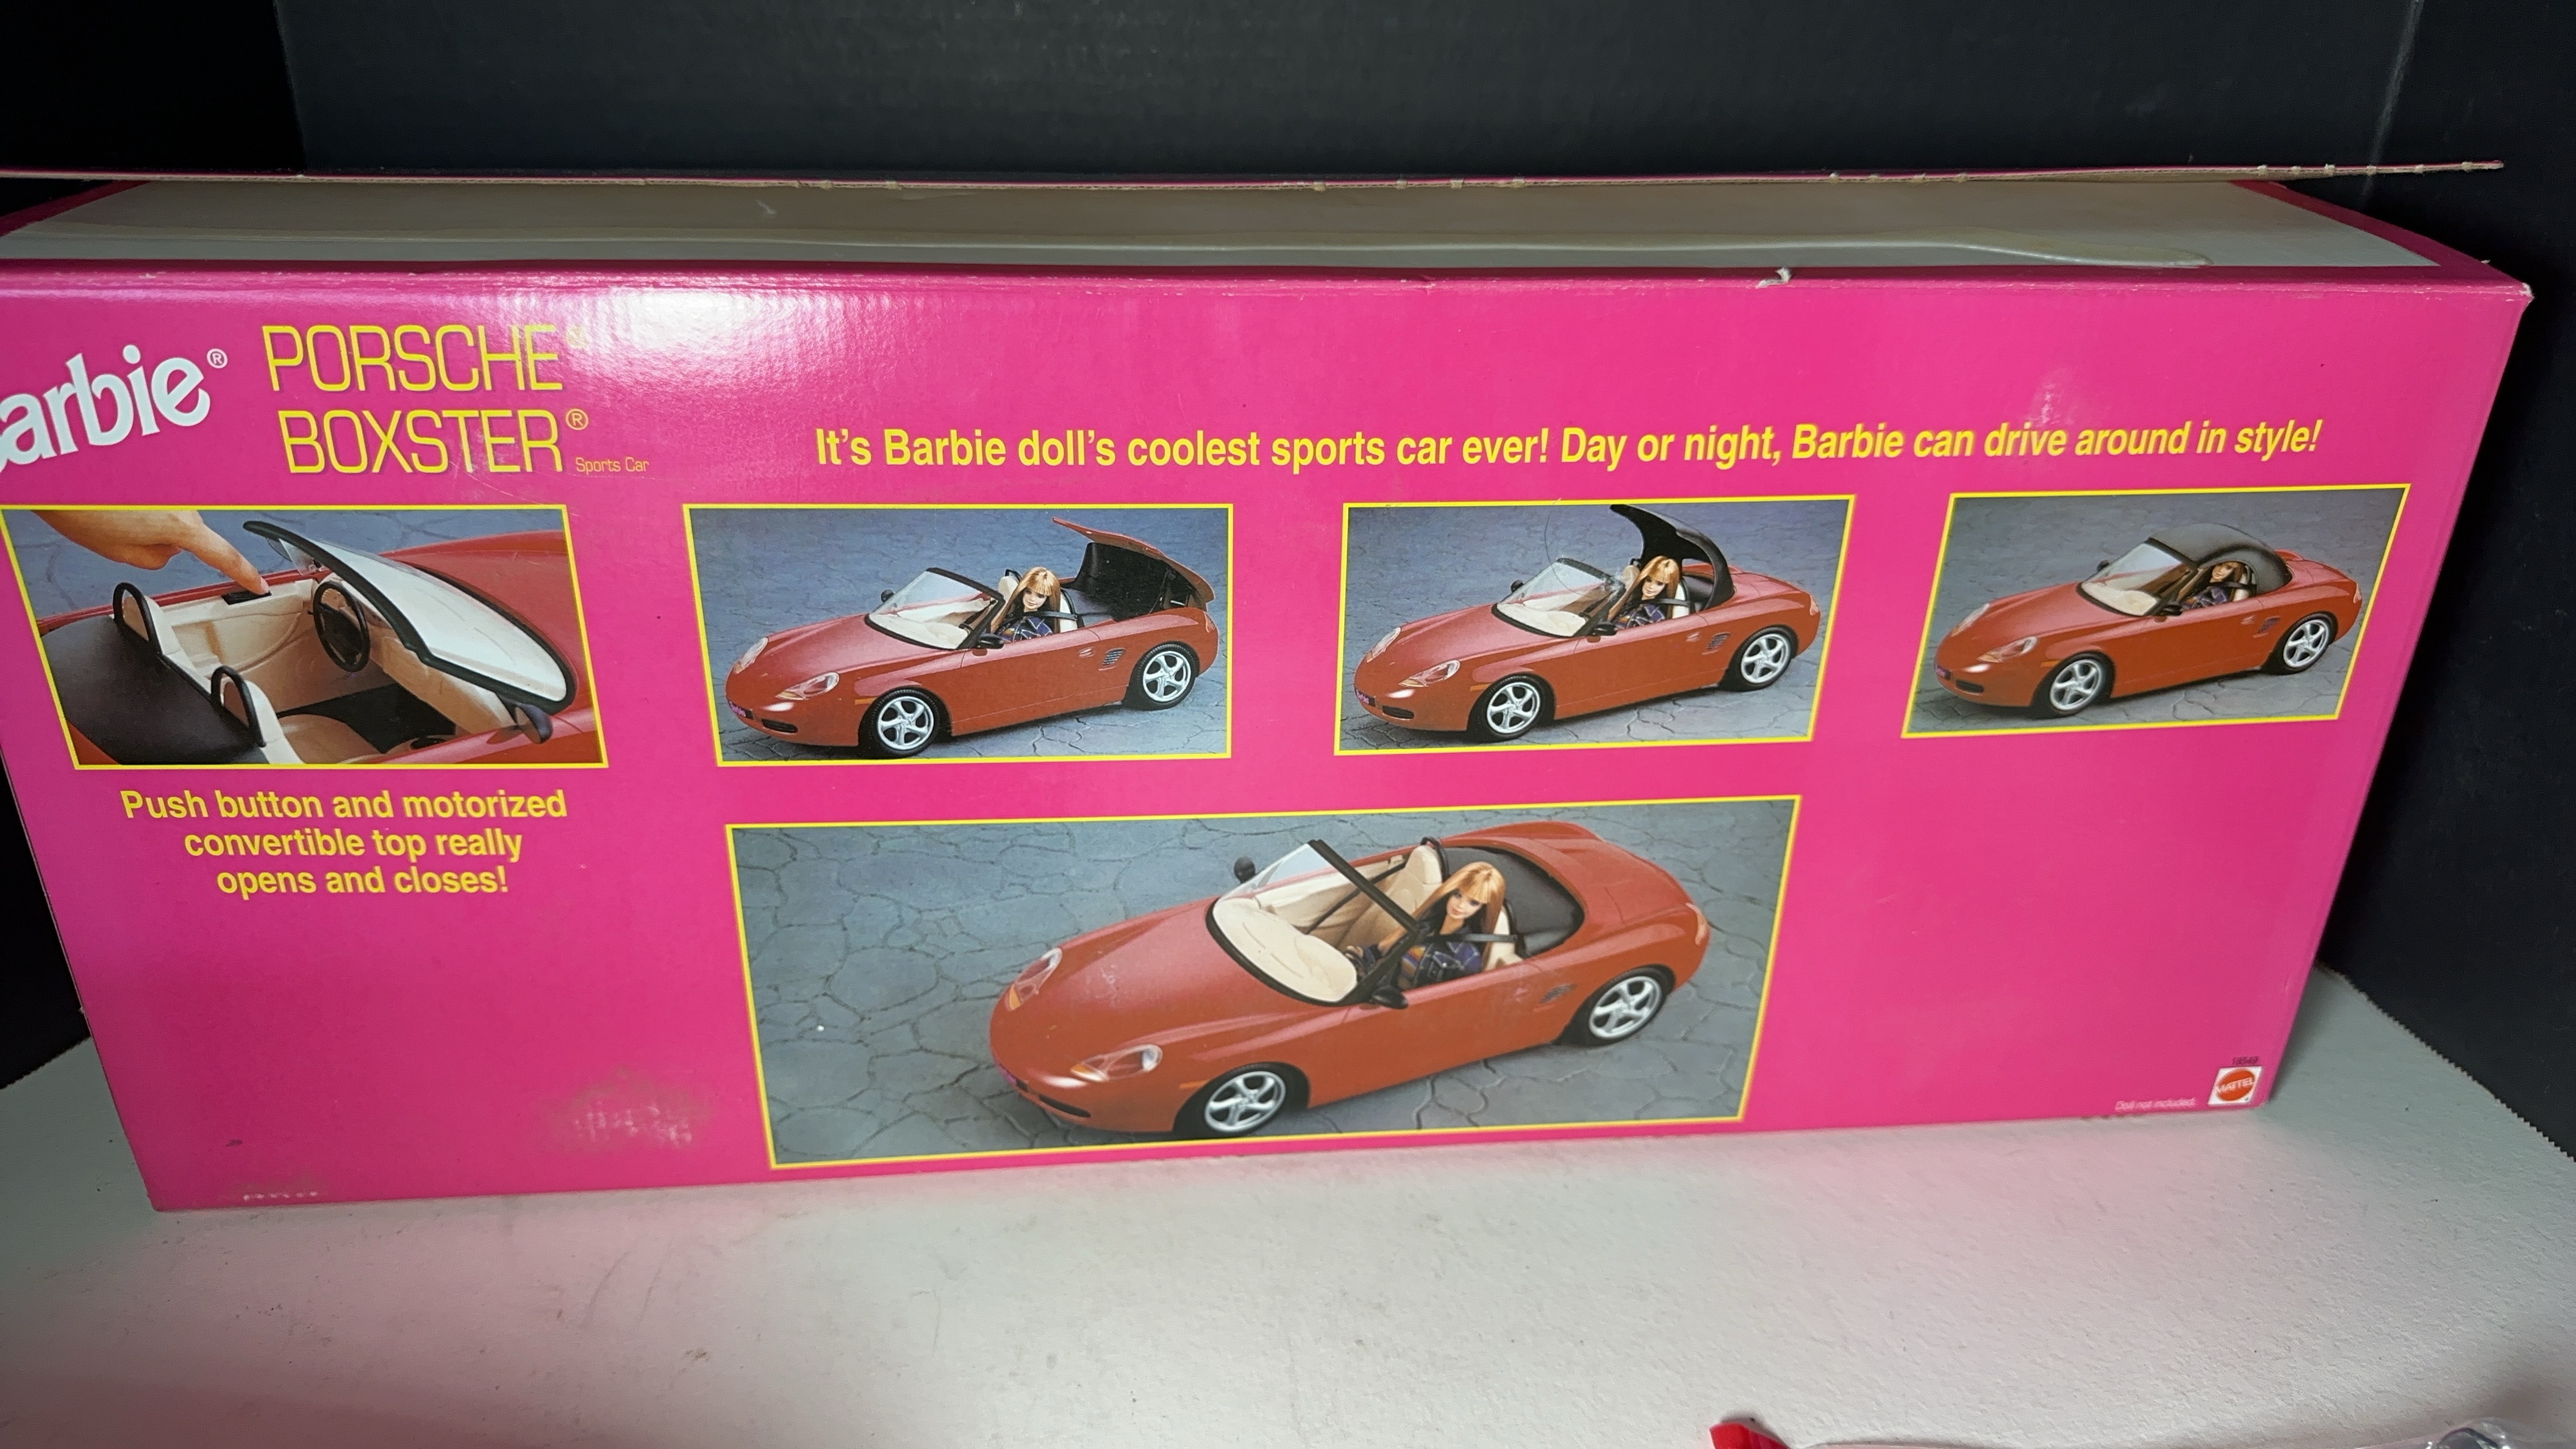 arbie®
PORSCHE®
BOXSTER®
Sports Car
It's Barbie doll's coolest sports car ever! Day or night, Barbie can drive around in style!
Push button and motorized
convertible top really
opens and closes!
18549
MATTEL
Doll not included.